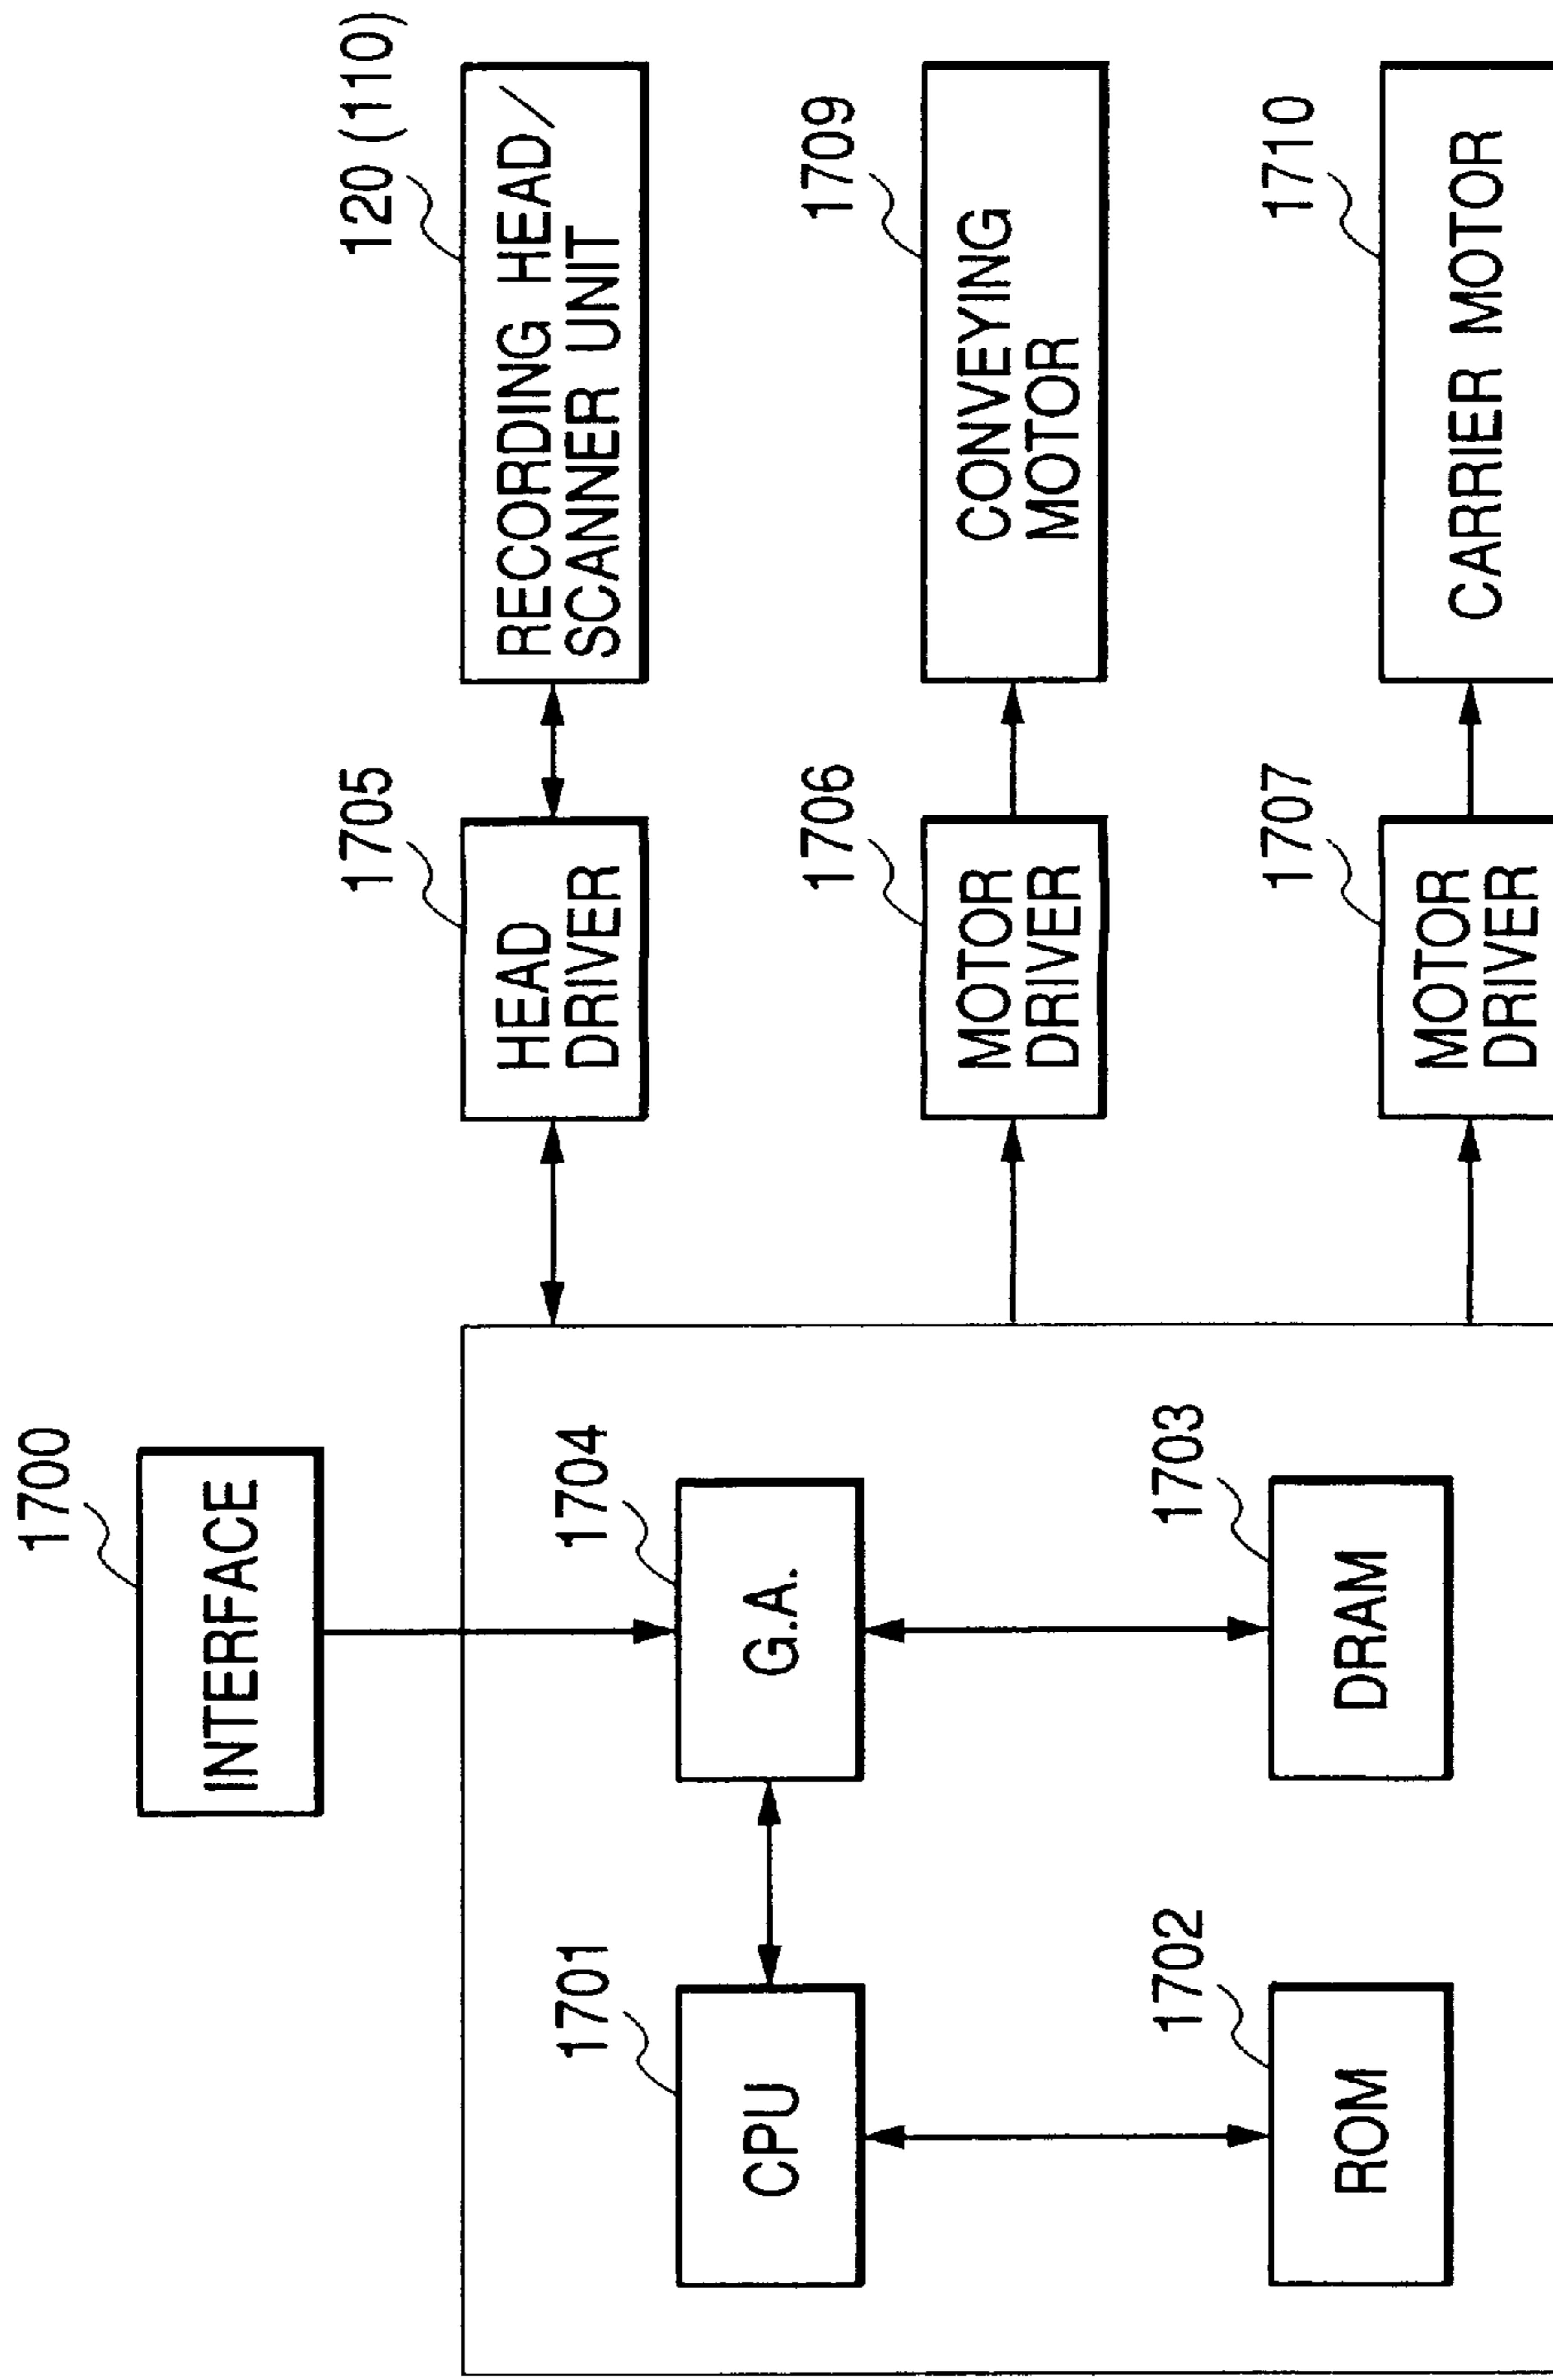 1700
INTERFACE
120 (110)
RECORDING HEAD/
SCANNER UNIT
1705
HEAD
DRIVER
1704
G.A.
1701
CPU
1709
CONVEYING
MOTOR
1706
MOTOR
DRIVER
1703
DRAM
1702
ROM
1710
CARRIER MOTOR
1707
MOTOR
DRIVER